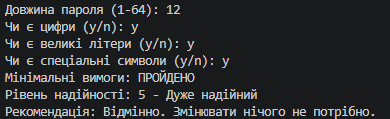 Довжина пароля (1-64): 12
Чи є цифри (y/n): y
Чи є великі літери (y/n): y
Чи є спеціальні символи (y/n): y
Мінімальні вимоги: ПРОЙДЕНО
Рівень надійності: 5 - Дуже надійний
Рекомендація: Відмінно. Змінювати нічого не потрібно.